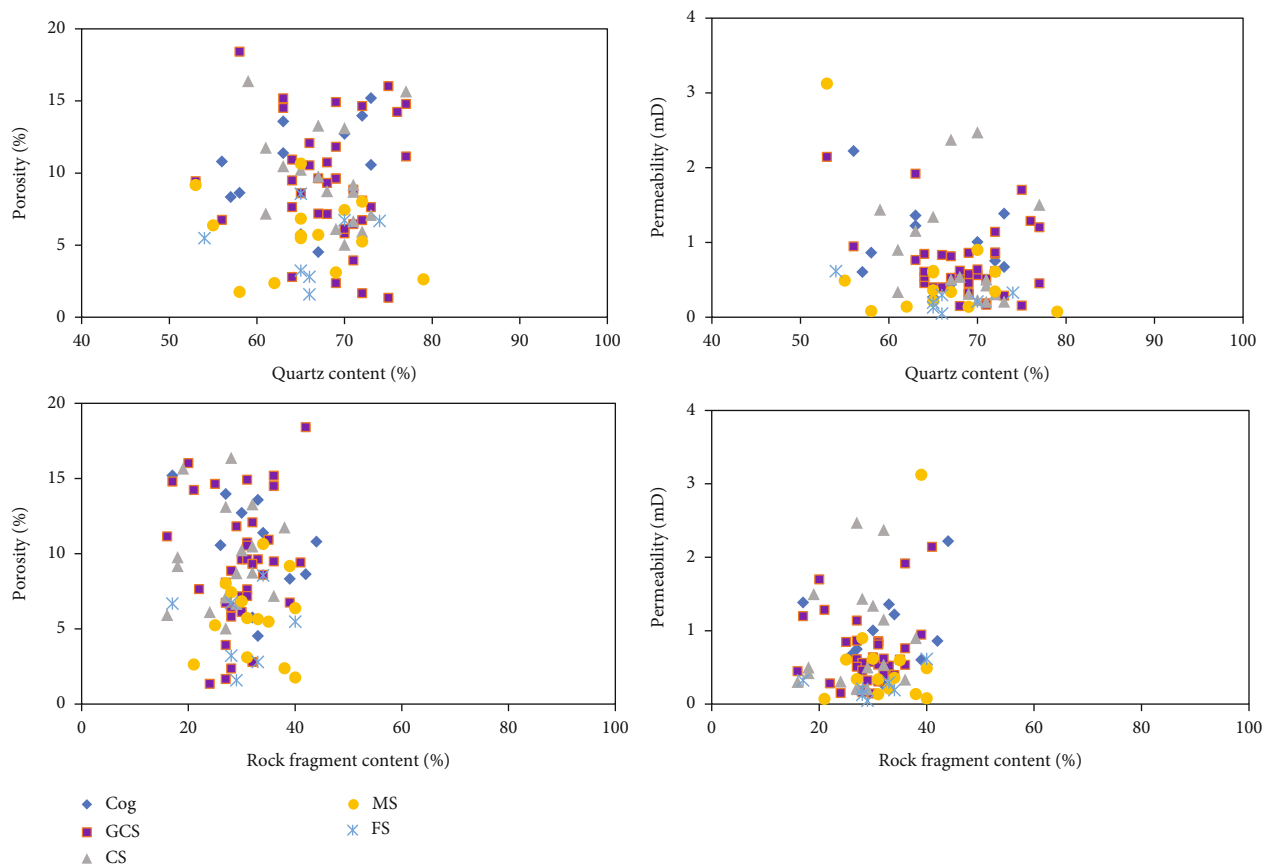 20
15
10
5
0
Porosity (%)
40 50 60 70 80 90 100
Quartz content (%)
4
3
2
1
0
Permeability (mD)
40 50 60 70 80 90 100
Quartz content (%)
20
15
10
5
0
Porosity (%)
0 20 40 60 80 100
Rock fragment content (%)
4
3
2
1
0
Permeability (mD)
0 20 40 60 80 100
Rock fragment content (%)
Cog
GCS
CS
MS
FS